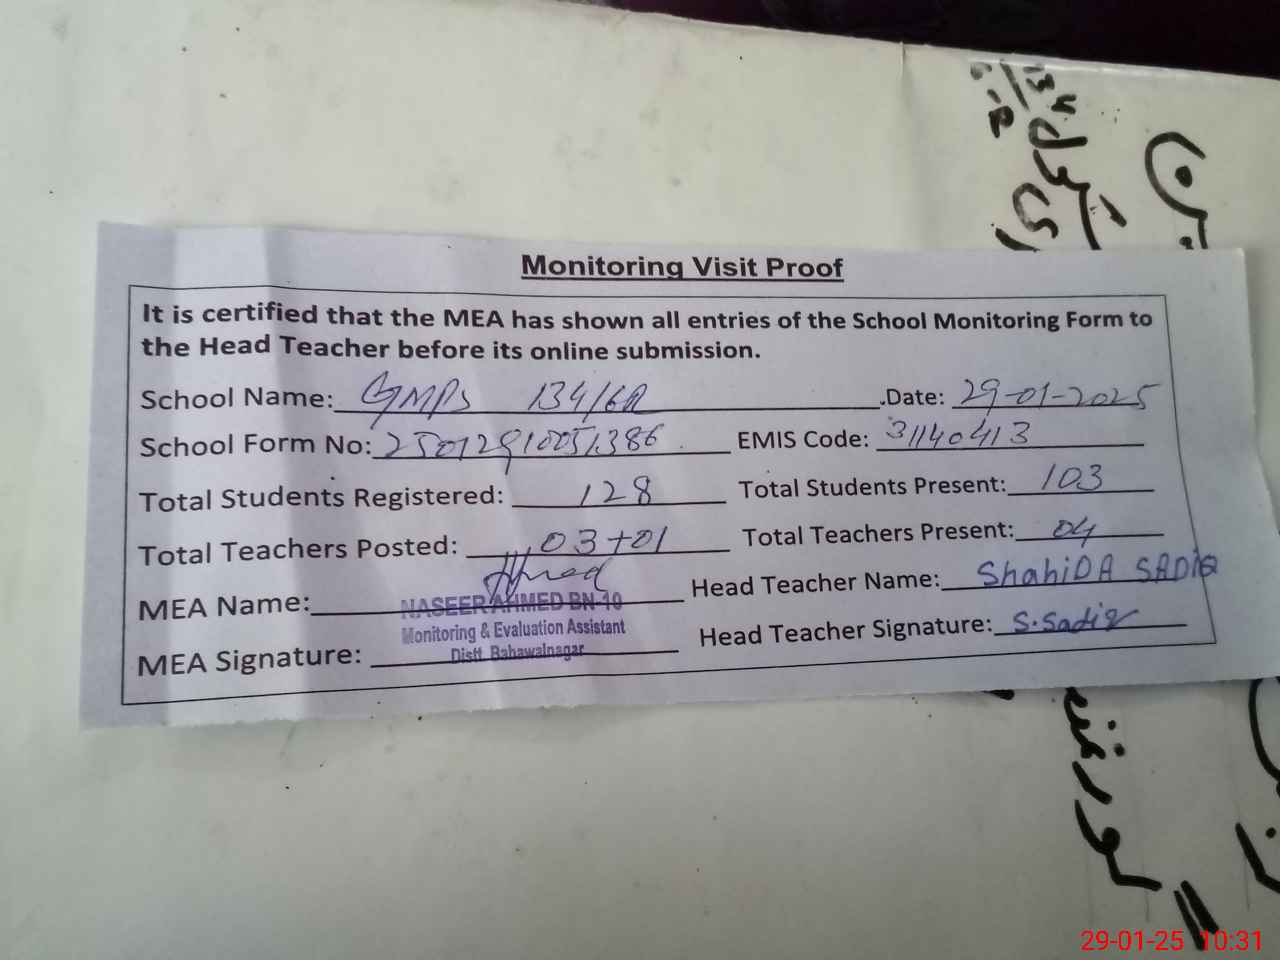 134
6-R
Monitoring Visit Proof
It is certified that the MEA has shown all entries of the School Monitoring Form to
the Head Teacher before its online submission.
School Name: GMPS 134/6R .Date: 29-01-2025
School Form No: 25012910051386 EMIS Code: 31140413
Total Students Registered: 128 Total Students Present: 103
Total Teachers Posted: 03+01 Total Teachers Present: 04
MEA Name: Ahmed Head Teacher Name: ShahiDA SADiQ
NASEER AHMED BN-10
Monitoring & Evaluation Assistant
Distt. Bahawalnagar
MEA Signature: Head Teacher Signature: S.Sadiq
29-01-25 10:31